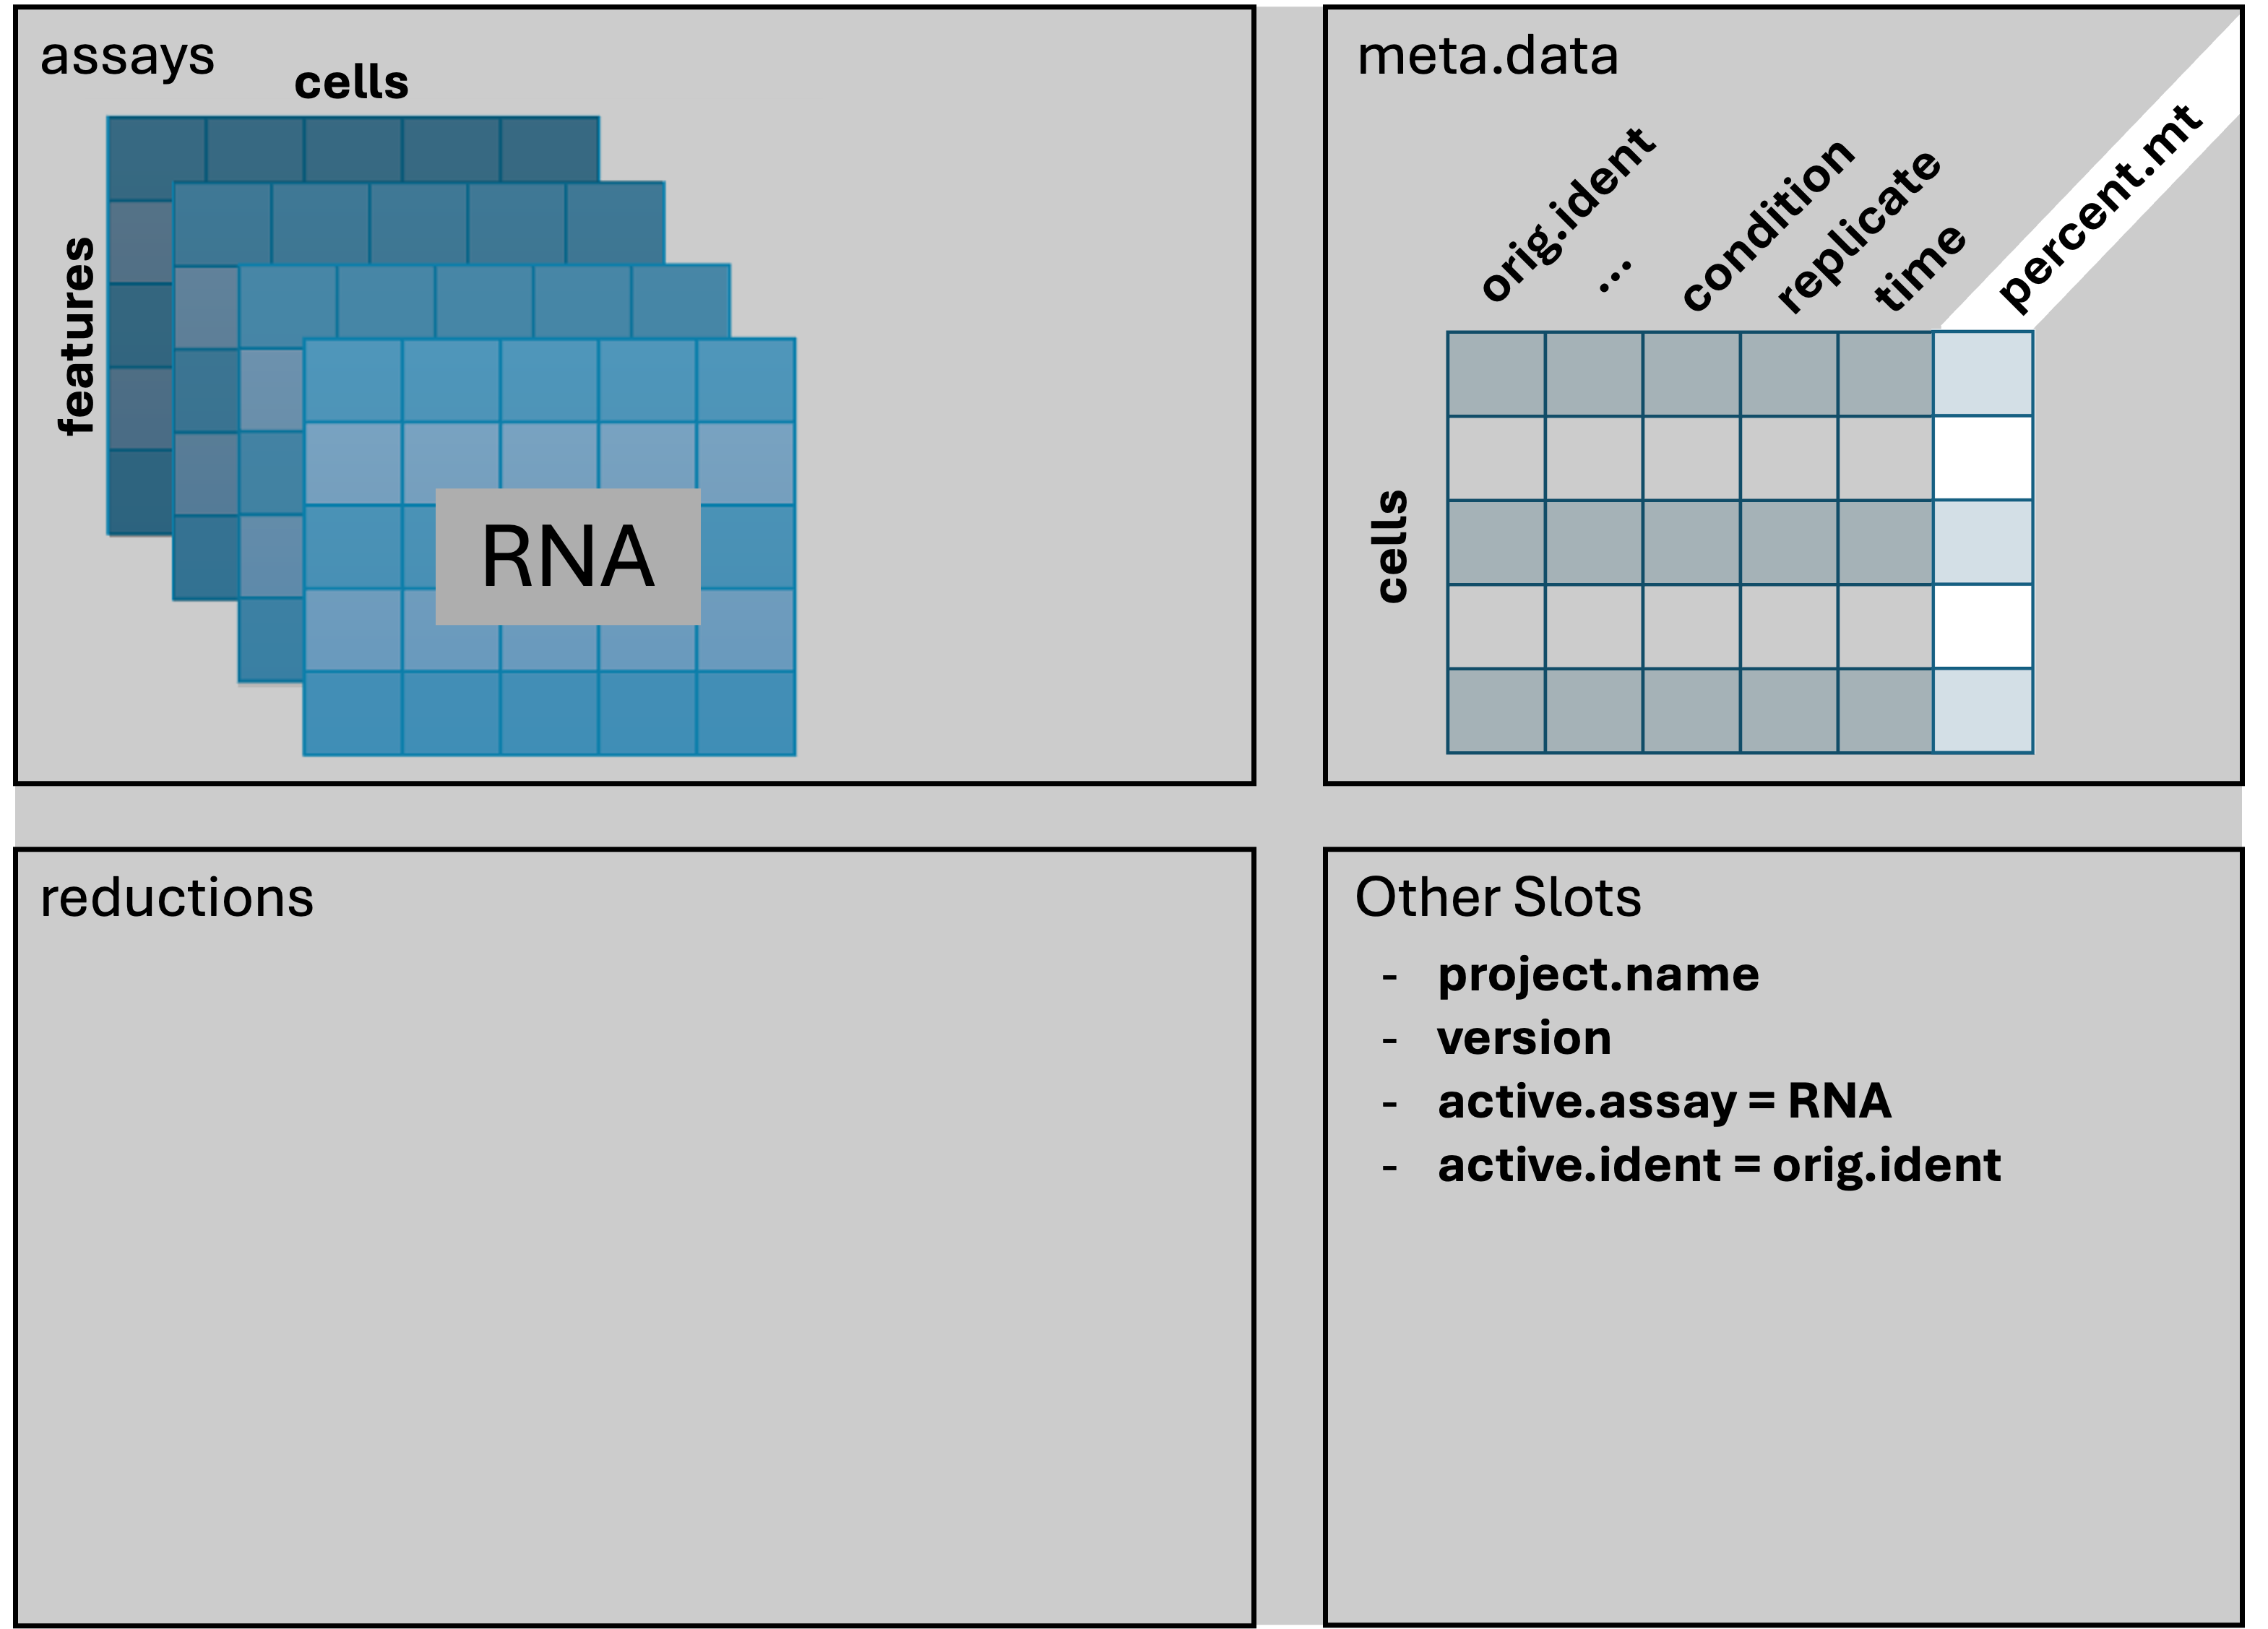 assays
cells
features
RNA
meta.data
orig.ident
...
condition
replicate
time
percent.mt
cells
reductions
Other Slots
- project.name
- version
- active.assay = RNA
- active.ident = orig.ident